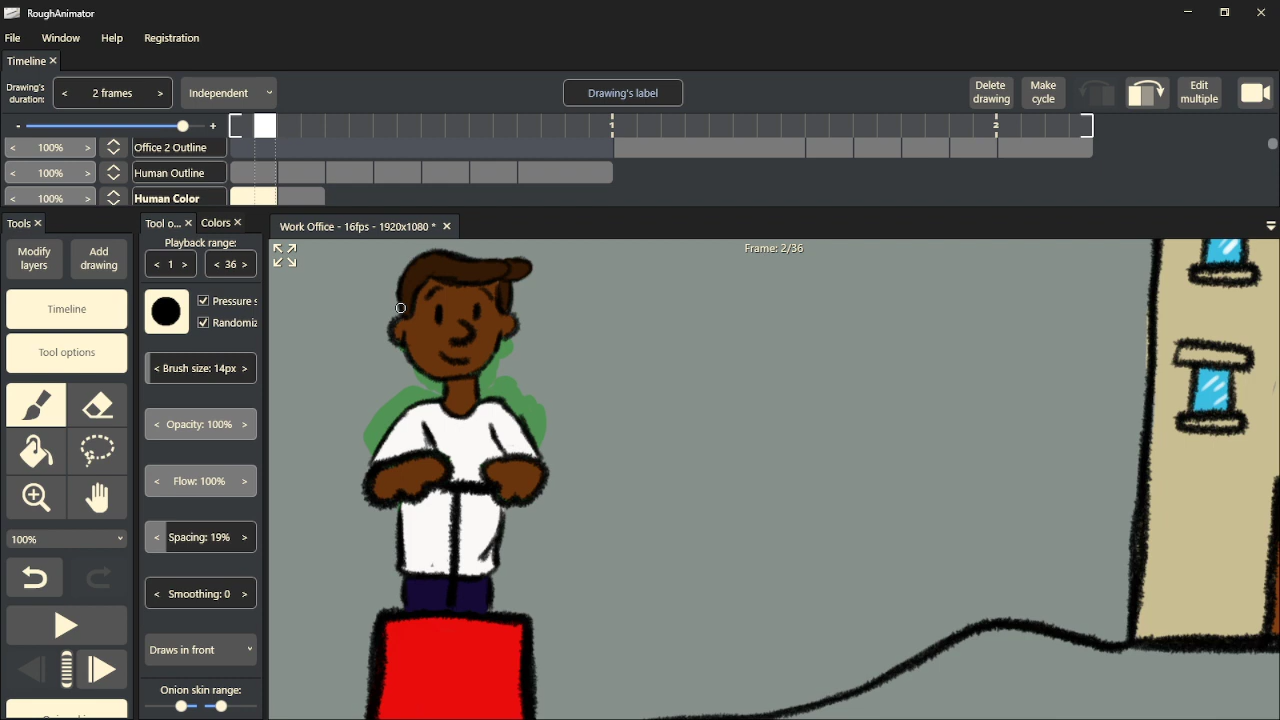 RoughAnimator
File Window Help Registration
Timeline ×
Drawing's duration: < 2 frames > Independent Drawing's label Delete drawing Make cycle Edit multiple
- + 1 2
< 100% > Office 2 Outline
< 100% > Human Outline
< 100% > Human Color
Tools × Tool o... × Colors × Work Office - 16fps - 1920x1080 * ×
Modify layers Add drawing Playback range: Frame: 2/36
< 1 > < 36 >
Timeline Pressure s
Tool options Randomiz
< Brush size: 14px >
< Opacity: 100% >
< Flow: 100% >
100% < Spacing: 19% >
< Smoothing: 0 >
Draws in front
Onion skin range: